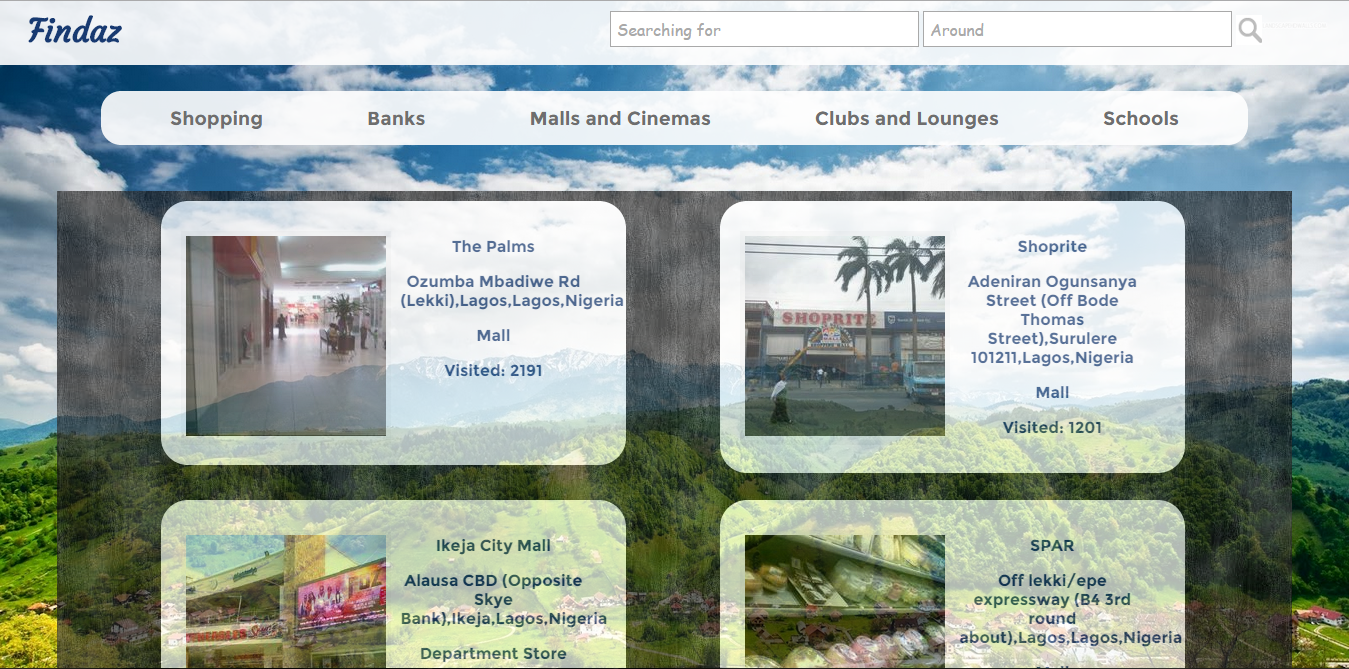 Findaz
Searching for
Around
Shopping
Banks
Malls and Cinemas
Clubs and Lounges
Schools
The Palms
Ozumba Mbadiwe Rd
(Lekki),Lagos,Lagos,Nigeria
Mall
Visited: 2191
SHOPRITE
Shoprite
Adeniran Ogunsanya
Street (Off Bode
Thomas
Street),Surulere
101211,Lagos,Nigeria
Mall
Visited: 1201
Ikeja City Mall
Alausa CBD (Opposite
Skye
Bank),Ikeja,Lagos,Nigeria
Department Store
SPAR
Off lekki/epe
expressway (B4 3rd
round
about),Lagos,Lagos,Nigeria